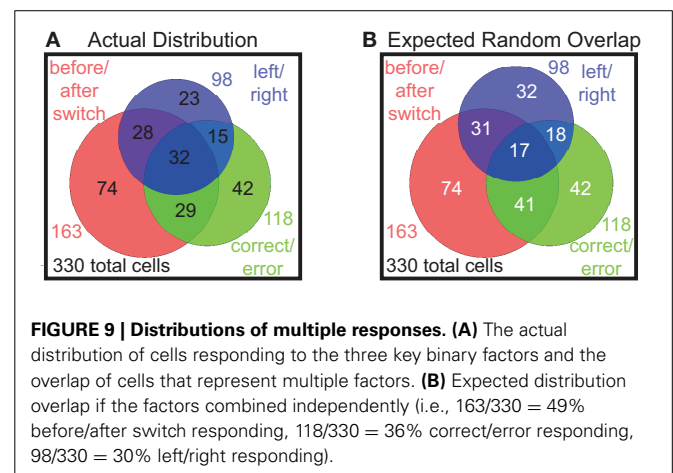 A Actual Distribution
before/
after
switch
98 left/
right
23
28
15
32
74
42
29
163
118
correct/
error
330 total cells
B Expected Random Overlap
before/
after
switch
98 left/
right
32
31
18
17
74
42
41
163
118
correct/
error
330 total cells
FIGURE 9 | Distributions of multiple responses. (A) The actual
distribution of cells responding to the three key binary factors and the
overlap of cells that represent multiple factors. (B) Expected distribution
overlap if the factors combined independently (i.e., 163/330 = 49%
before/after switch responding, 118/330 = 36% correct/error responding,
98/330 = 30% left/right responding).